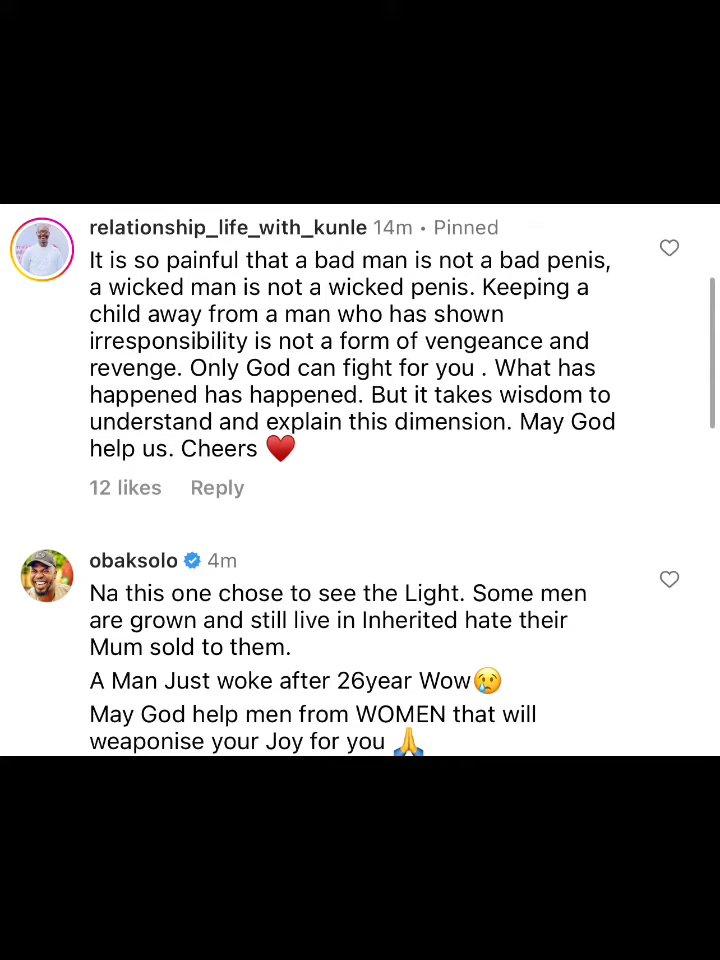 relationship_life_with_kunle 14m • Pinned
It is so painful that a bad man is not a bad penis,
a wicked man is not a wicked penis. Keeping a
child away from a man who has shown
irresponsibility is not a form of vengeance and
revenge. Only God can fight for you . What has
happened has happened. But it takes wisdom to
understand and explain this dimension. May God
help us. Cheers ♥️
12 likes Reply
obaksolo 4m
Na this one chose to see the Light. Some men
are grown and still live in Inherited hate their
Mum sold to them.
A Man Just woke after 26year Wow😢
May God help men from WOMEN that will
weaponise your Joy for you 🙏